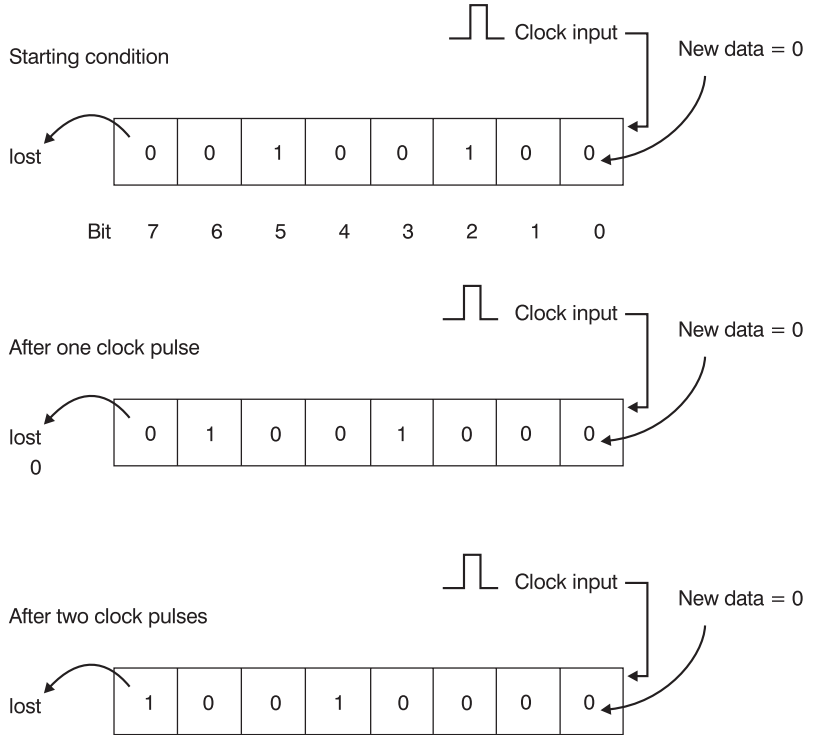 Clock input
New data = 0
Starting condition
lost
0 0 1 0 0 1 0 0
Bit 7 6 5 4 3 2 1 0
Clock input
New data = 0
After one clock pulse
lost
0 1 0 0 1 0 0 0
0
Clock input
New data = 0
After two clock pulses
lost
1 0 0 1 0 0 0 0